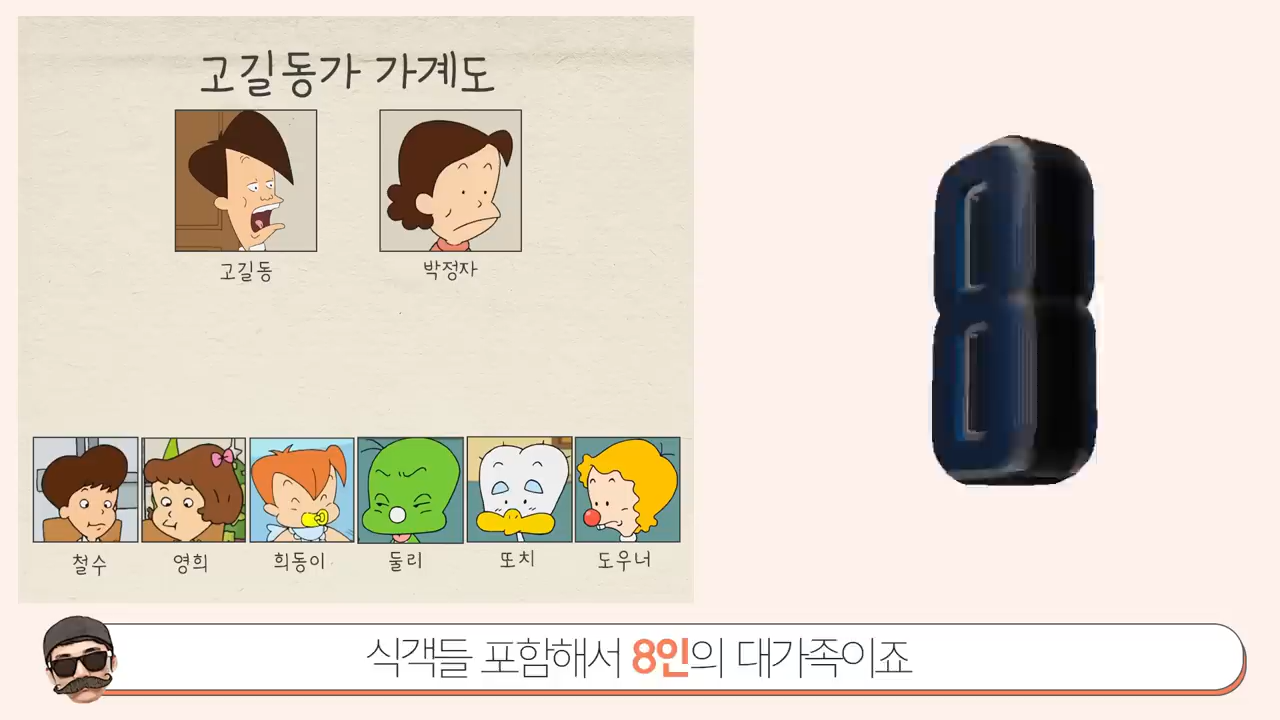 고길동가 가계도
고길동
박정자
철수
영희
희동이
둘리
또치
도우너
8
식객들 포함해서 8인의 대가족이죠